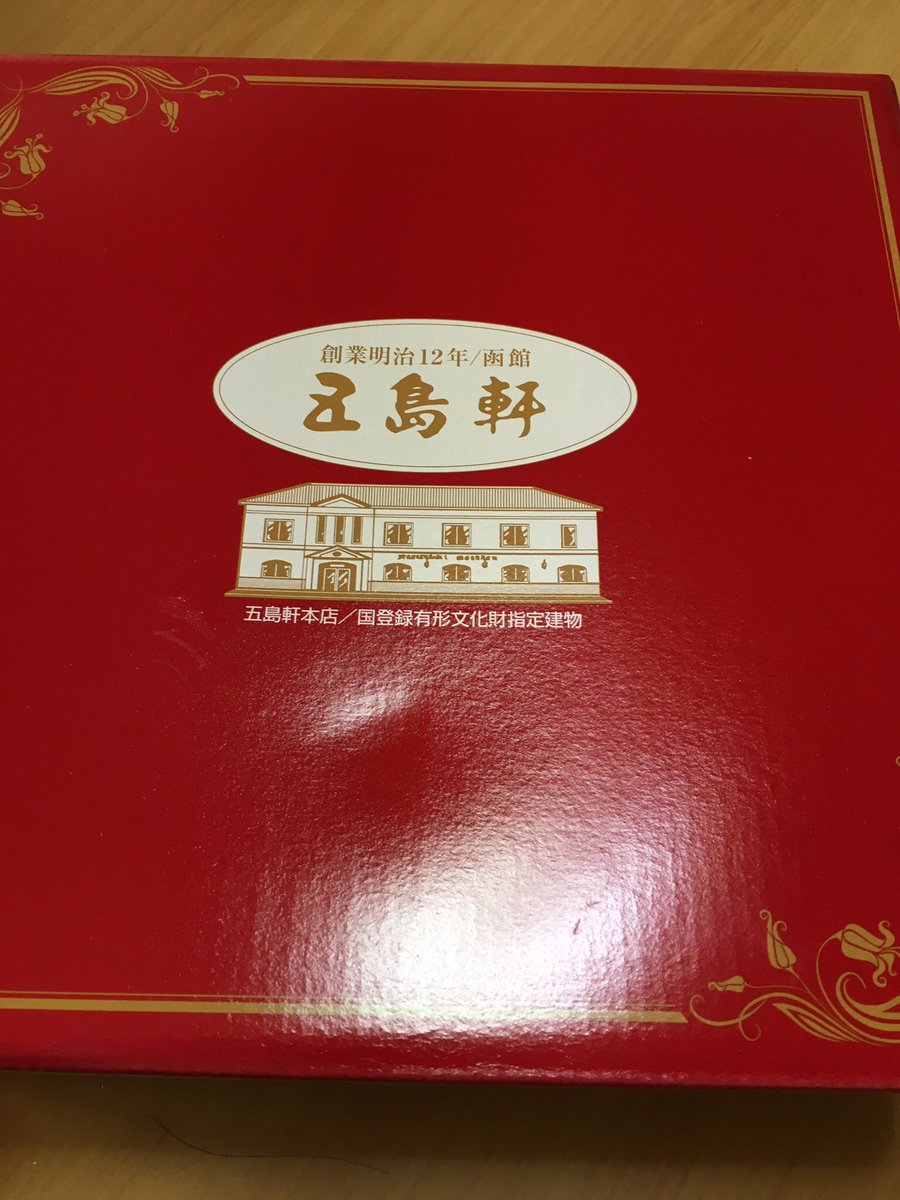 創業明治12年/函館
五島軒
五島軒本店/国登録有形文化財指定建物